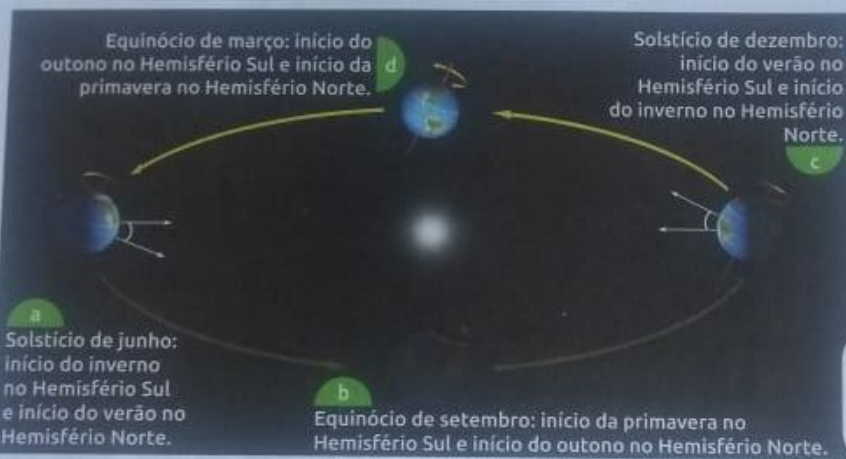 Equinócio de março: início do
outono no Hemisfério Sul e início da
primavera no Hemisfério Norte.
d
Solstício de dezembro:
início do verão no
Hemisfério Sul e início
do inverno no Hemisfério
Norte.
c
a
Solstício de junho:
início do inverno
no Hemisfério Sul
e início do verão no
Hemisfério Norte.
b
Equinócio de setembro: início da primavera no
Hemisfério Sul e início do outono no Hemisfério Norte.